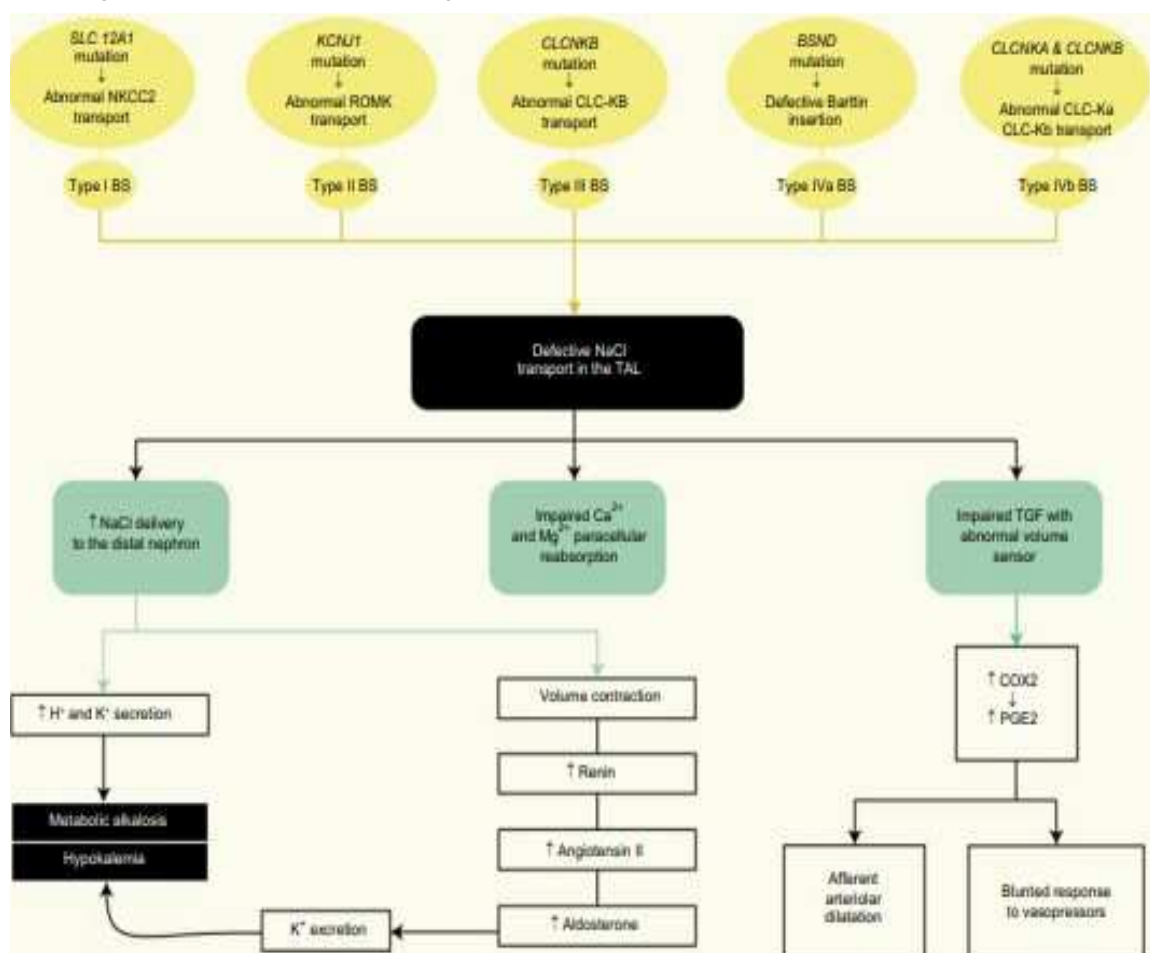 SLC 12A1
mutation
↓
Abnormal NKCC2
transport
KCNJ1
mutation
↓
Abnormal ROMK
transport
CLCNKB
mutation
↓
Abnormal CLC-KB
transport
BSND
mutation
↓
Defective Barttin
insertion
CLCNKA & CLCNKB
mutation
↓
Abnormal CLC-Ka
CLC-Kb transport
Type I BS
Type II BS
Type III BS
Type IVa BS
Type IVb BS
Defective NaCl
transport in the TAL
↑ NaCl delivery
to the distal nephron
Impaired Ca²⁺
and Mg²⁺ paracellular
reabsorption
Impaired TGF with
abnormal volume
sensor
↑ H⁺ and K⁺ secretion
Volume contraction
↑ COX2
↓
↑ PGE2
↑ Renin
Metabolic alkalosis
Hypokalemia
↑ Angiotensin II
Afferent
arteriolar
dilatation
Blunted response
to vasopressors
K⁺ excretion
↑ Aldosterone